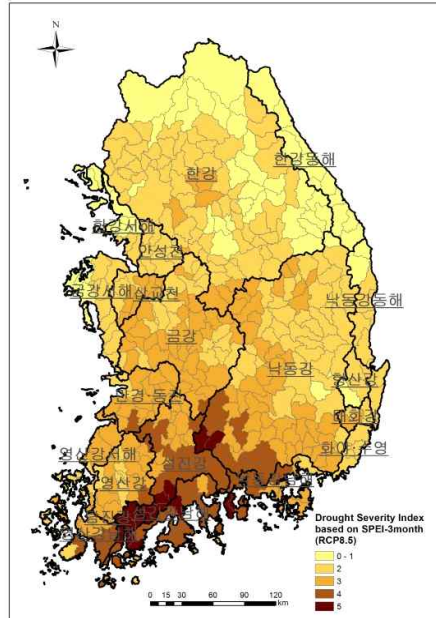 N
한강동해
한강
한강서해
안성천
금강서해
삽교천
낙동강동해
금강
낙동강
형산강
만경·동진
태화강
회야·수영
영산강서해
섬진강
영산강
Drought Severity Index
based on SPEI-3month
(RCP8.5)
0 - 1
2
3
4
5
0 15 30 60 90 120
km